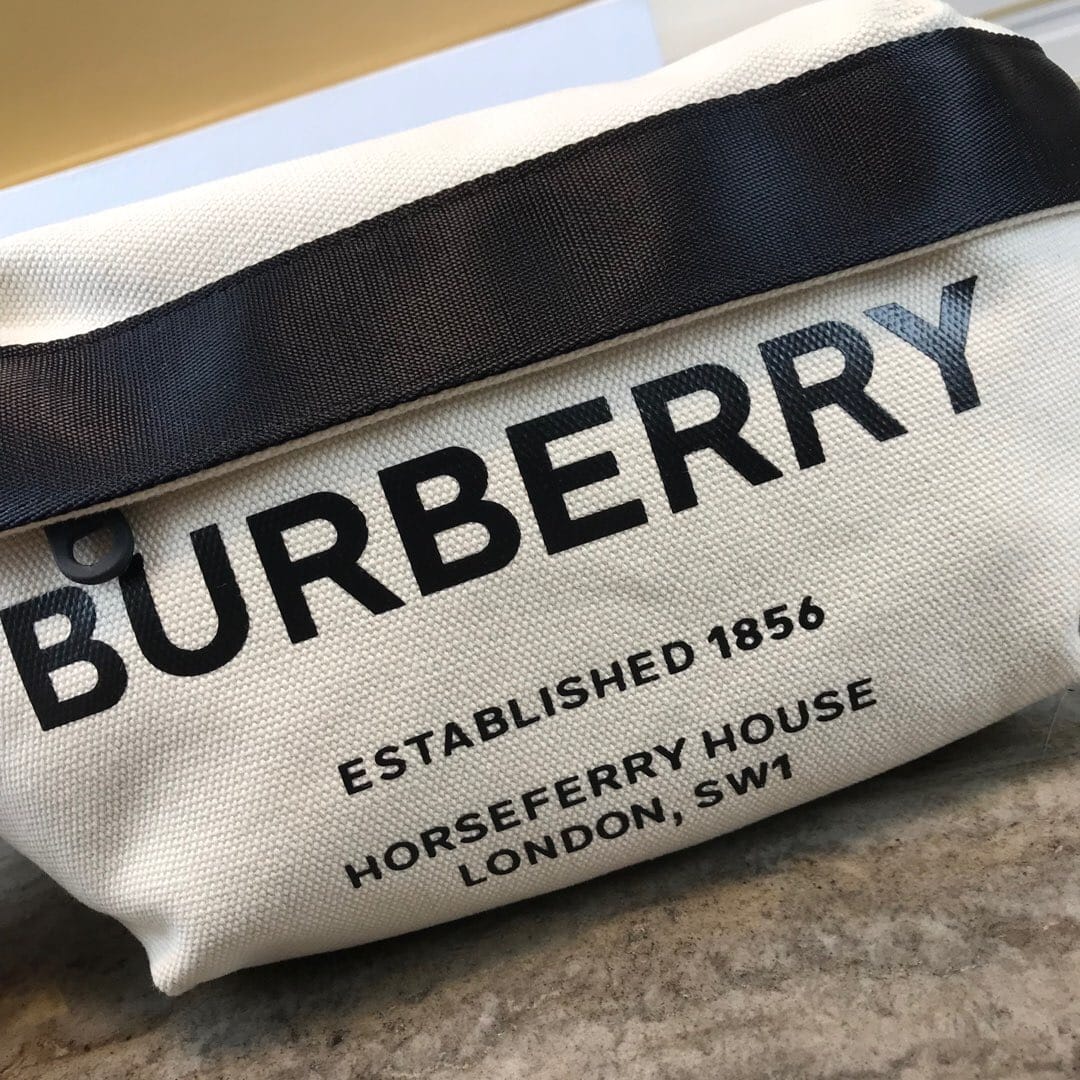 BURBERRY
ESTABLISHED 1856
HORSEFERRY HOUSE
LONDON, SW1